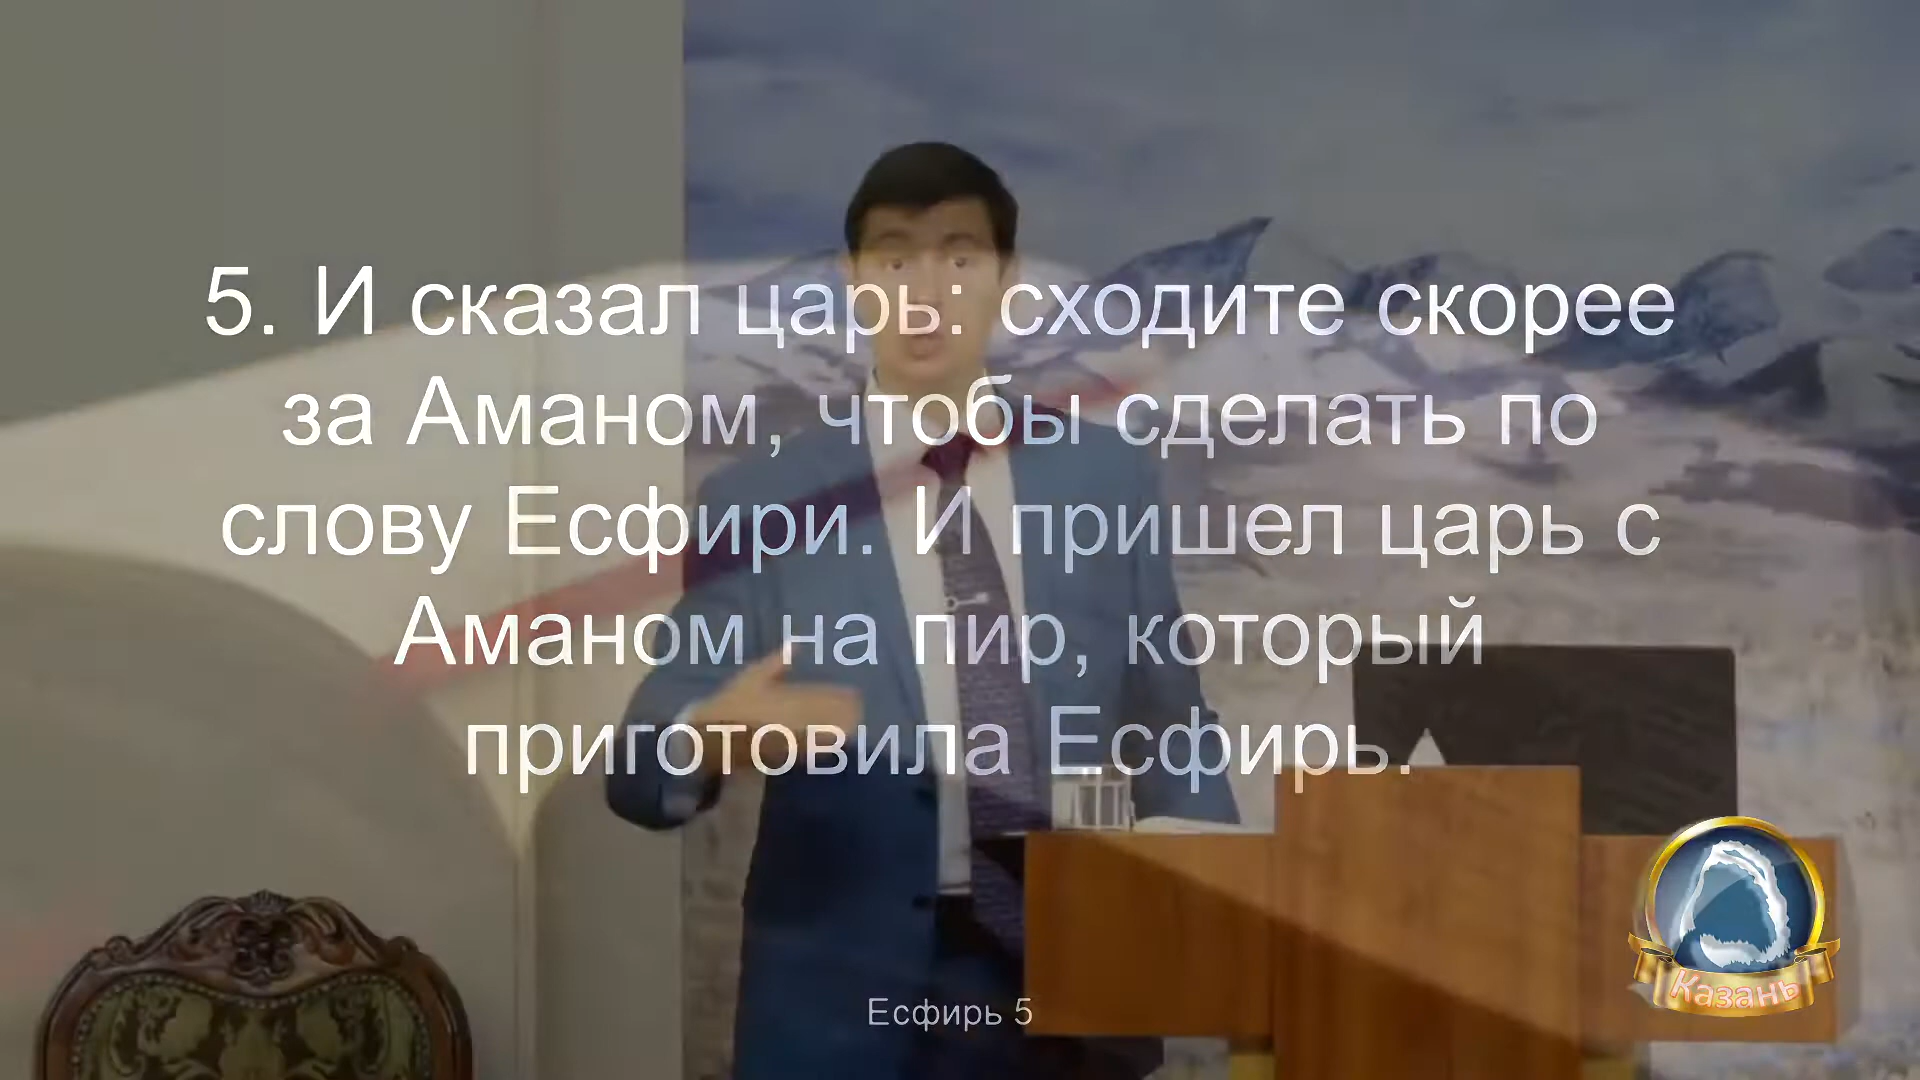 5. И сказал царь: сходите скорее
за Аманом, чтобы сделать по
слову Есфири. И пришел царь с
Аманом на пир, который
приготовила Есфирь.
Есфирь 5
Казань